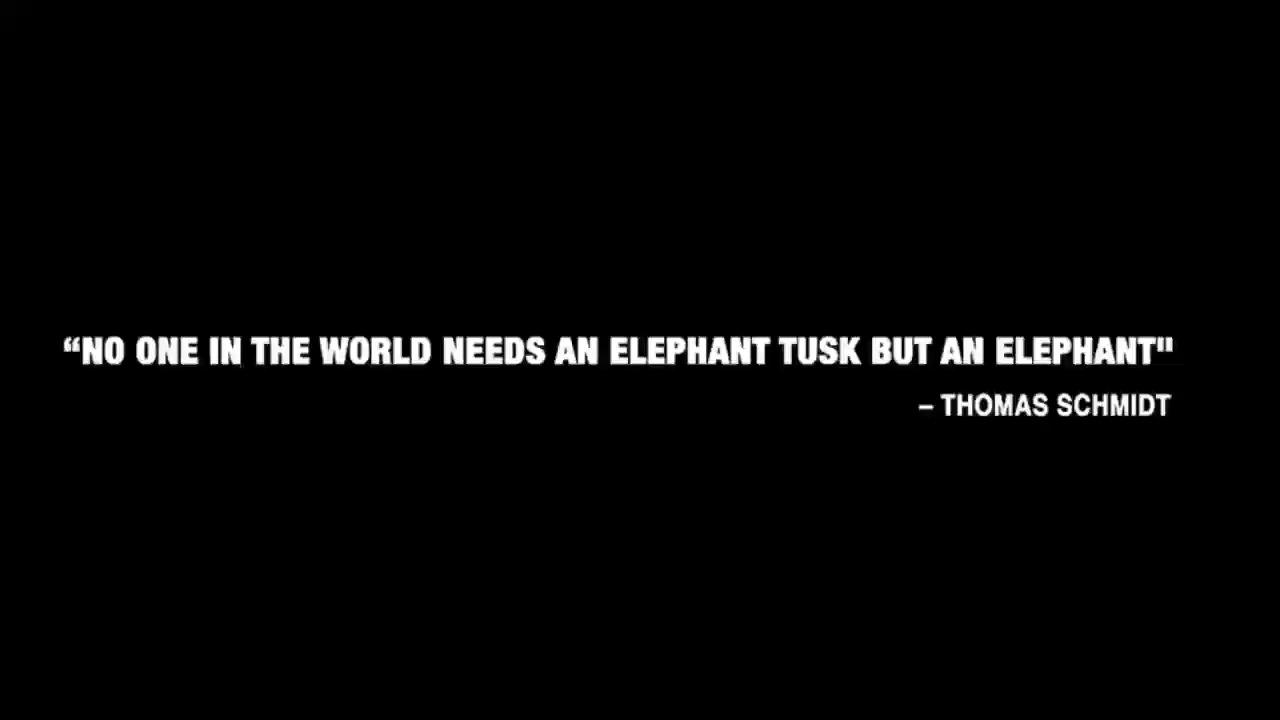 “NO ONE IN THE WORLD NEEDS AN ELEPHANT TUSK BUT AN ELEPHANT"
– THOMAS SCHMIDT